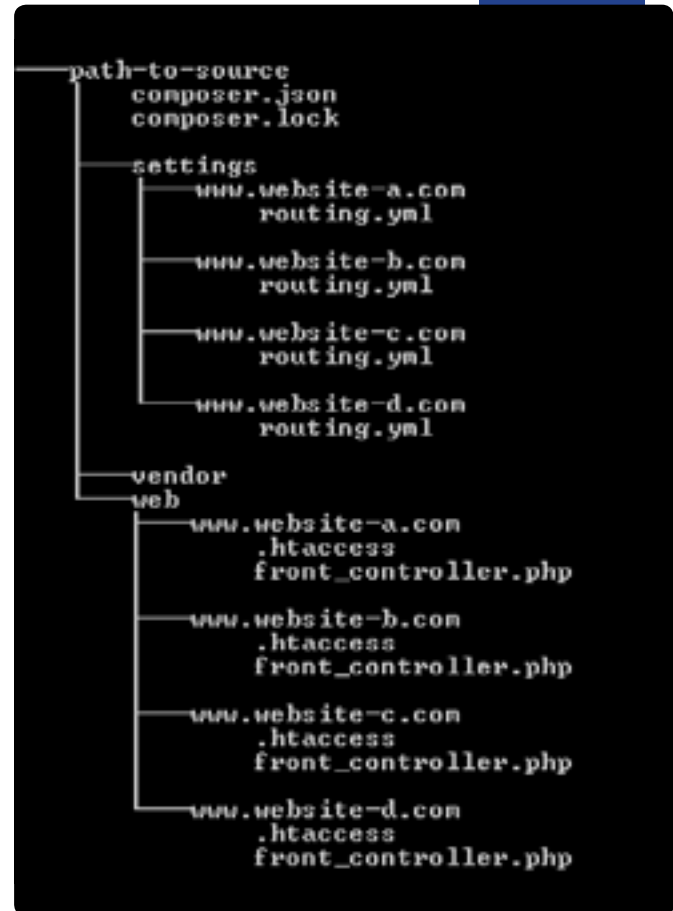 path-to-source
composer.json
composer.lock
settings
www.website-a.com
routing.yml
www.website-b.com
routing.yml
www.website-c.com
routing.yml
www.website-d.com
routing.yml
vendor
web
www.website-a.com
.htaccess
front_controller.php
www.website-b.com
.htaccess
front_controller.php
www.website-c.com
.htaccess
front_controller.php
www.website-d.com
.htaccess
front_controller.php